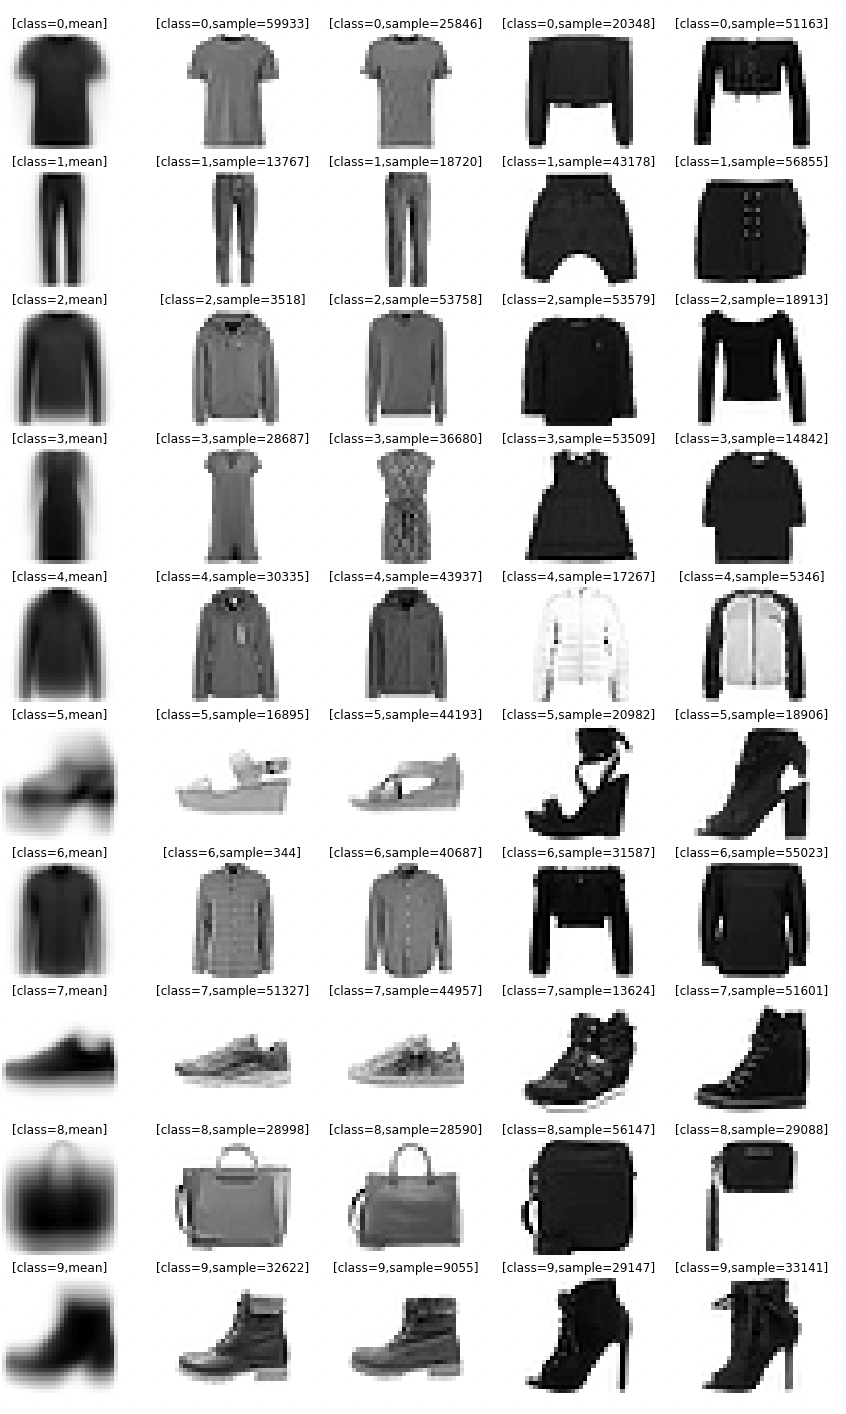 [class=0,mean] [class=0,sample=59933] [class=0,sample=25846] [class=0,sample=20348] [class=0,sample=51163]
[class=1,mean] [class=1,sample=13767] [class=1,sample=18720] [class=1,sample=43178] [class=1,sample=56855]
[class=2,mean] [class=2,sample=3518] [class=2,sample=53758] [class=2,sample=53579] [class=2,sample=18913]
[class=3,mean] [class=3,sample=28687] [class=3,sample=36680] [class=3,sample=53509] [class=3,sample=14842]
[class=4,mean] [class=4,sample=30335] [class=4,sample=43937] [class=4,sample=17267] [class=4,sample=5346]
[class=5,mean] [class=5,sample=16895] [class=5,sample=44193] [class=5,sample=20982] [class=5,sample=18906]
[class=6,mean] [class=6,sample=344] [class=6,sample=40687] [class=6,sample=31587] [class=6,sample=55023]
[class=7,mean] [class=7,sample=51327] [class=7,sample=44957] [class=7,sample=13624] [class=7,sample=51601]
[class=8,mean] [class=8,sample=28998] [class=8,sample=28590] [class=8,sample=56147] [class=8,sample=29088]
[class=9,mean] [class=9,sample=32622] [class=9,sample=9055] [class=9,sample=29147] [class=9,sample=33141]